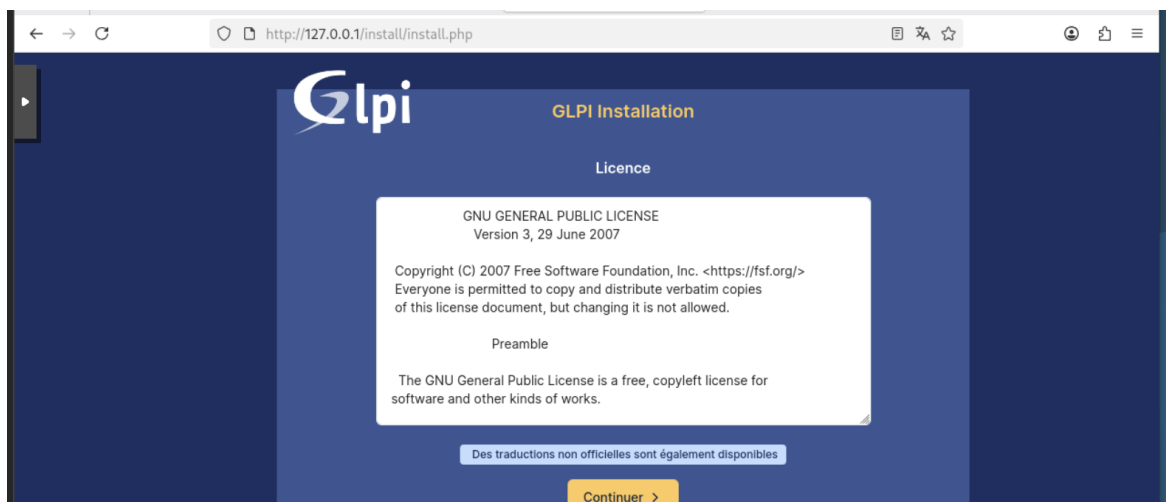 http://127.0.0.1/install/install.php
Glpi
GLPI Installation
Licence
GNU GENERAL PUBLIC LICENSE
Version 3, 29 June 2007
Copyright (C) 2007 Free Software Foundation, Inc. <https://fsf.org/>
Everyone is permitted to copy and distribute verbatim copies
of this license document, but changing it is not allowed.
Preamble
The GNU General Public License is a free, copyleft license for
software and other kinds of works.
Des traductions non officielles sont également disponibles
Continuer >